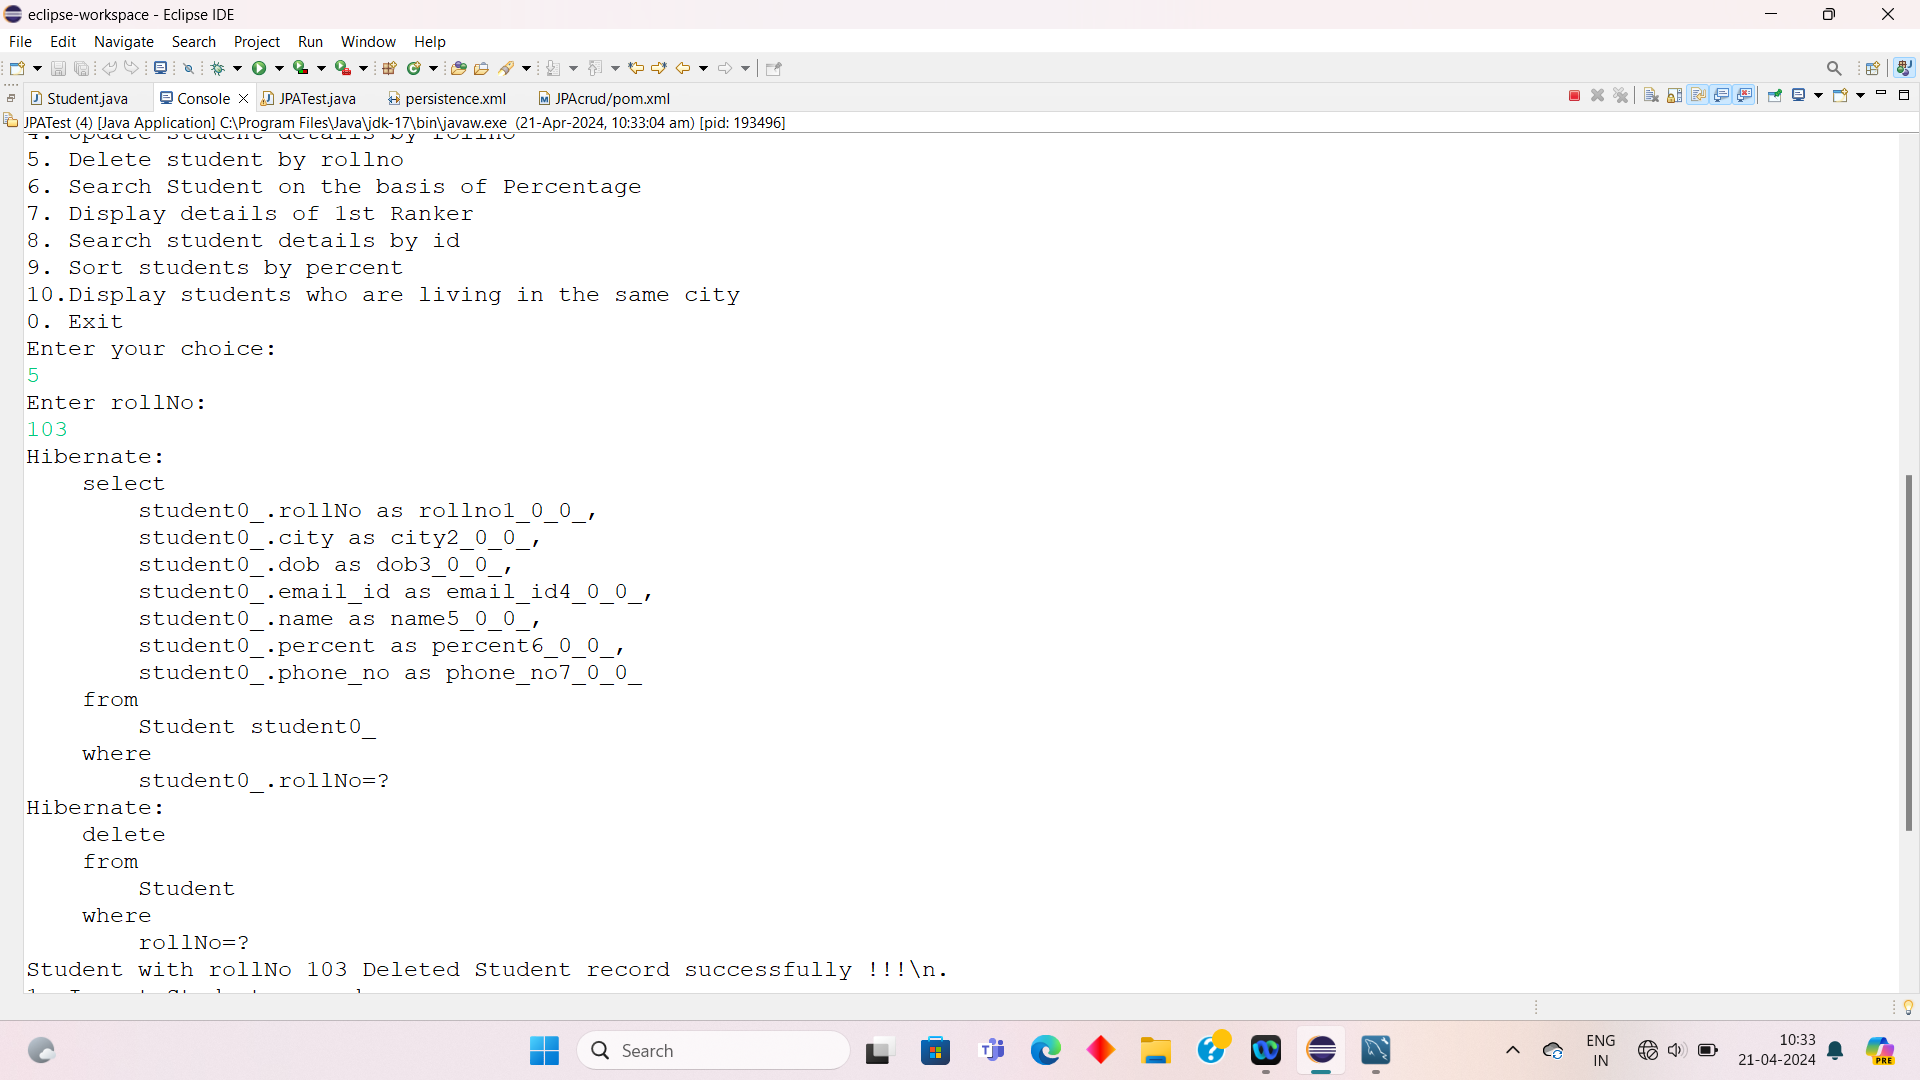 eclipse-workspace - Eclipse IDE
File Edit Navigate Search Project Run Window Help
Student.java Console JPATest.java persistence.xml JPAcrud/pom.xml
JPATest (4) [Java Application] C:\Program Files\Java\jdk-17\bin\javaw.exe (21-Apr-2024, 10:33:04 am) [pid: 193496]
4. Update Student details by rollno
5. Delete student by rollno
6. Search Student on the basis of Percentage
7. Display details of 1st Ranker
8. Search student details by id
9. Sort students by percent
10.Display students who are living in the same city
0. Exit
Enter your choice:
5
Enter rollNo:
103
Hibernate:
select
student0_.rollNo as rollno1_0_0_,
student0_.city as city2_0_0_,
student0_.dob as dob3_0_0_,
student0_.email_id as email_id4_0_0_,
student0_.name as name5_0_0_,
student0_.percent as percent6_0_0_,
student0_.phone_no as phone_no7_0_0_
from
Student student0_
where
student0_.rollNo=?
Hibernate:
delete
from
Student
where
rollNo=?
Student with rollNo 103 Deleted Student record successfully !!!\n.
Search
ENG
IN
10:33
21-04-2024
PRE